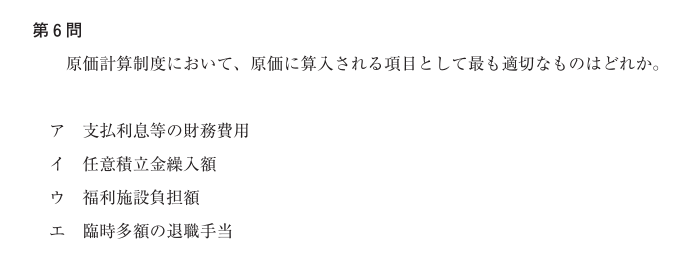 第6問
原価計算制度において、原価に算入される項目として最も適切なものはどれか。
ア 支払利息等の財務費用
イ 任意積立金繰入額
ウ 福利施設負担額
エ 臨時多額の退職手当